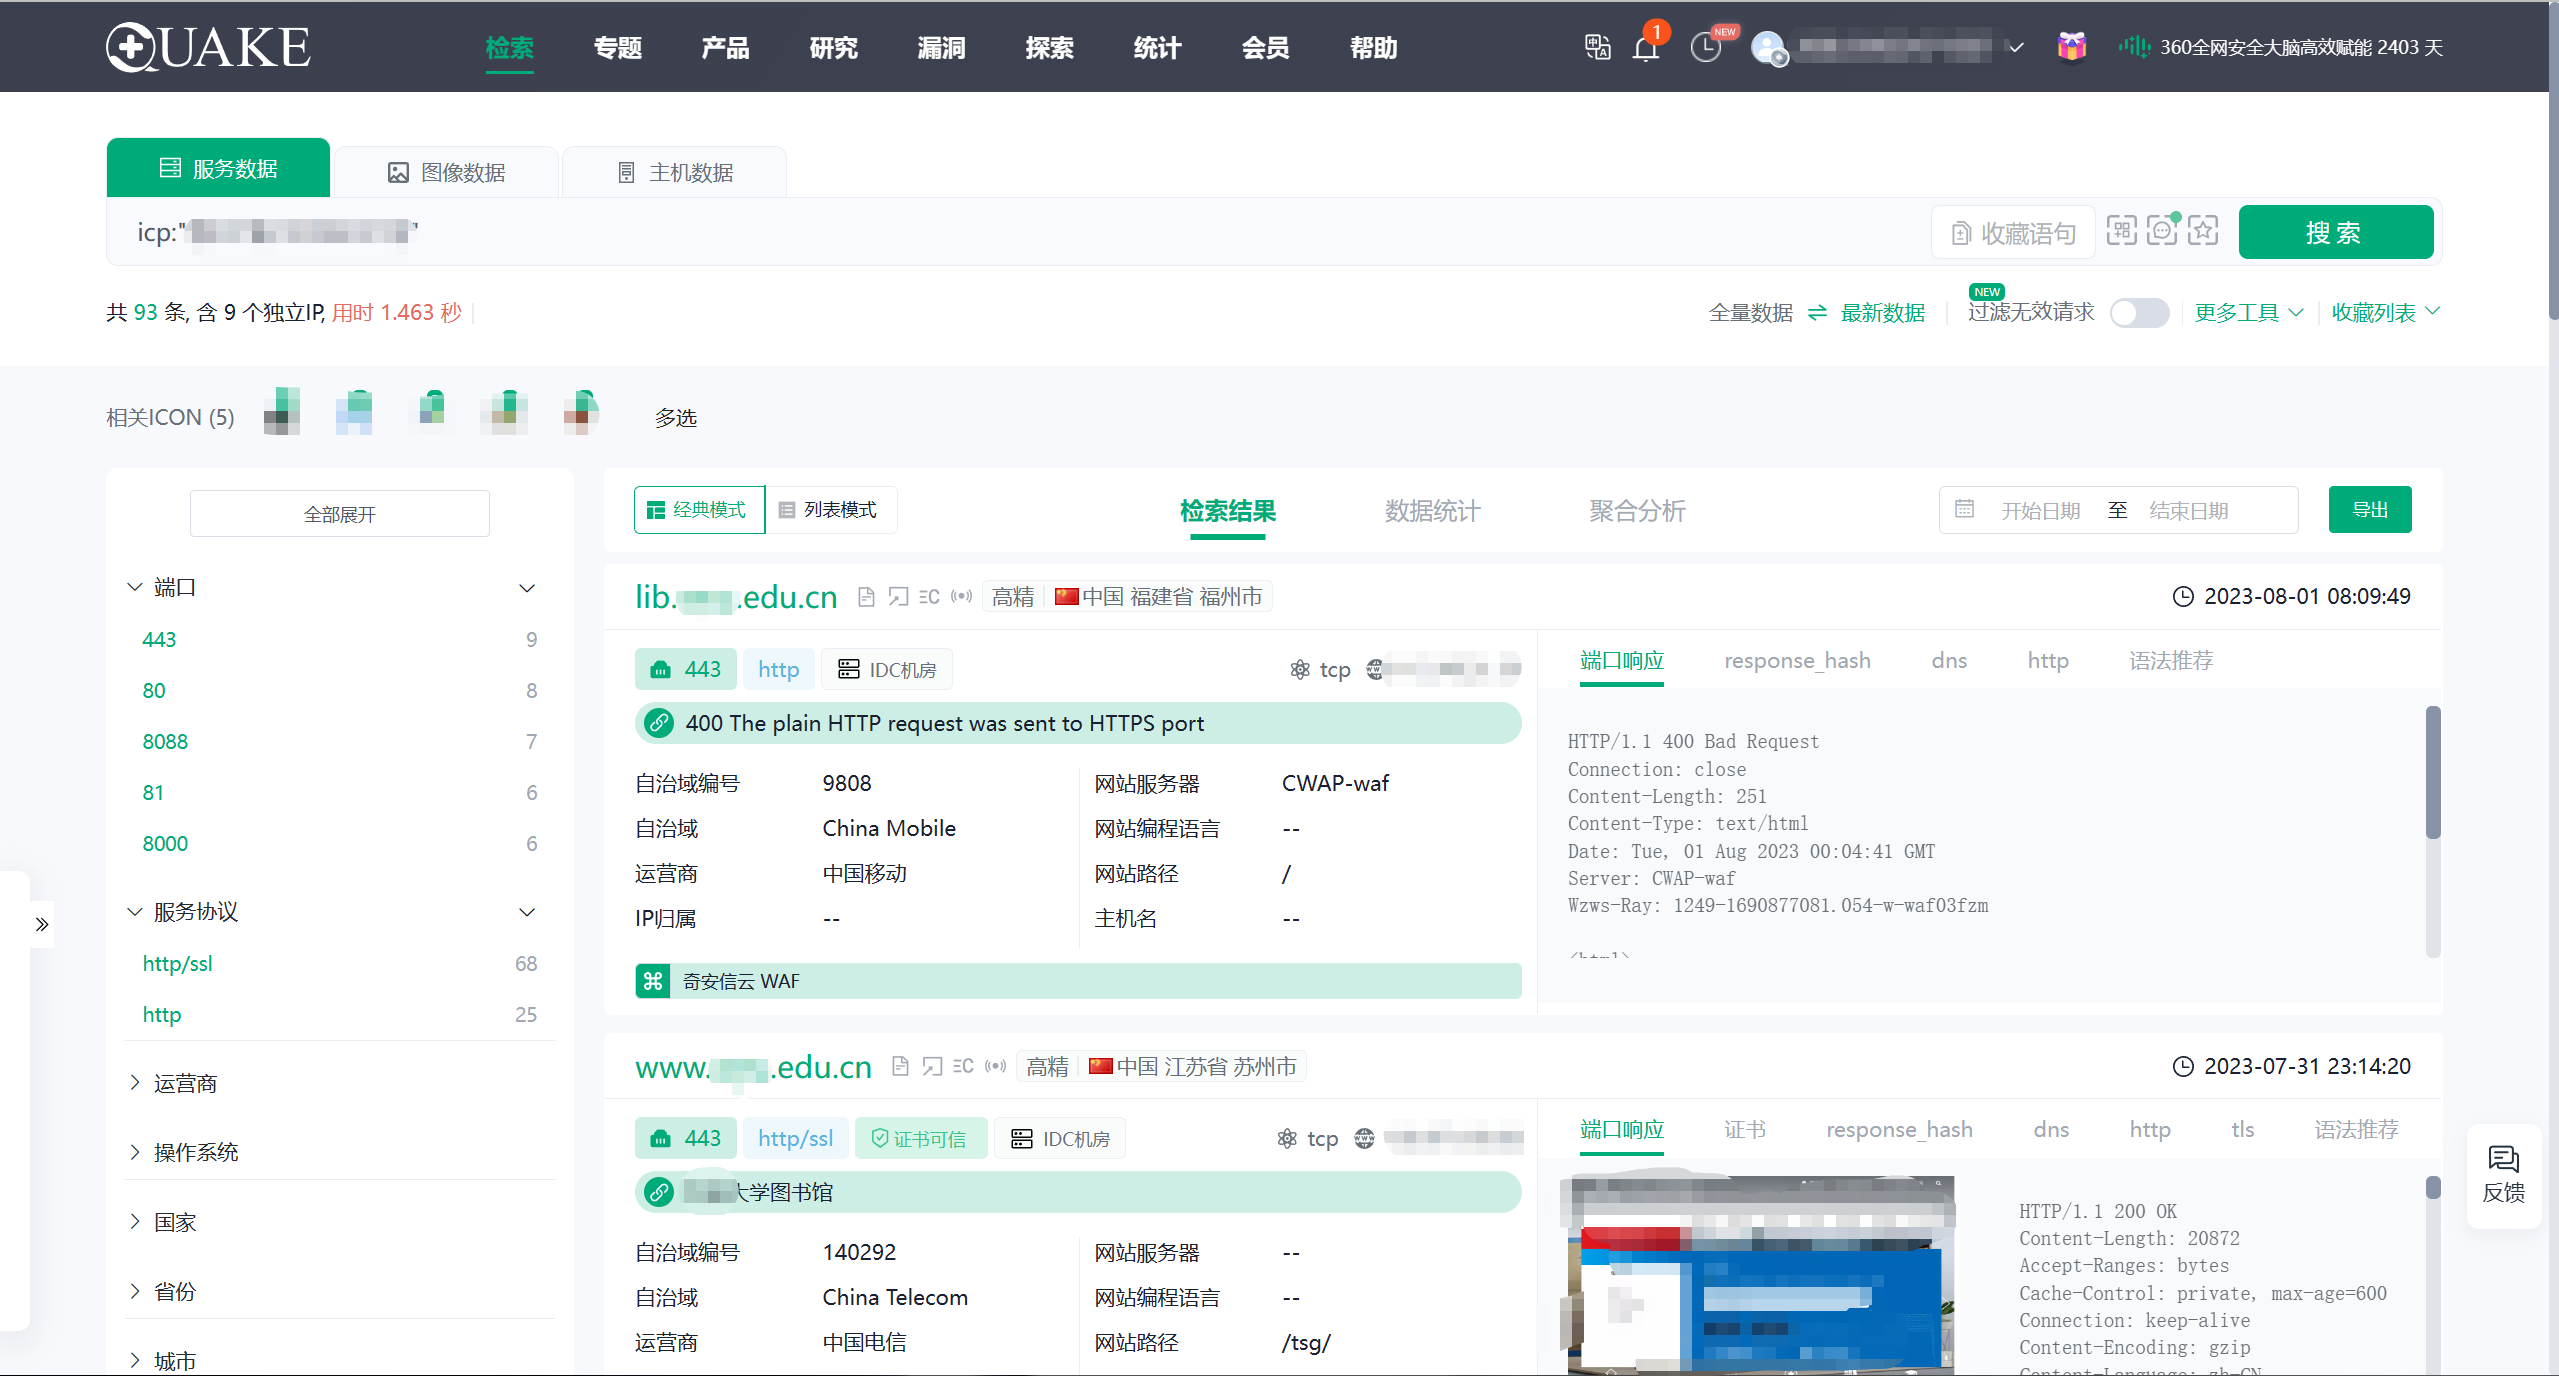 QUAKE
检索 专题 产品 研究 漏洞 探索 统计 会员 帮助
1
NEW
360全网安全大脑高效赋能 2403 天
服务数据 图像数据 主机数据
icp:"
收藏语句
搜 索
共 93 条, 含 9 个独立IP, 用时 1.463 秒
全量数据 最新数据
NEW
过滤无效请求
更多工具
收藏列表
相关ICON (5)
多选
全部展开
端口
443 9
80 8
8088 7
81 6
8000 6
服务协议
http/ssl 68
http 25
运营商
操作系统
国家
省份
城市
经典模式 列表模式
检索结果 数据统计 聚合分析
开始日期 至 结束日期
导出
lib. .edu.cn 高精 中国 福建省 福州市
2023-08-01 08:09:49
443 http IDC机房
tcp
400 The plain HTTP request was sent to HTTPS port
自治域编号 9808 网站服务器 CWAP-waf
自治域 China Mobile 网站编程语言 --
运营商 中国移动 网站路径 /
IP归属 -- 主机名 --
奇安信云 WAF
端口响应 response_hash dns http 语法推荐
HTTP/1.1 400 Bad Request
Connection: close
Content-Length: 251
Content-Type: text/html
Date: Tue, 01 Aug 2023 00:04:41 GMT
Server: CWAP-waf
Wzws-Ray: 1249-1690877081.054-w-waf03fzm
<html>
www. .edu.cn 高精 中国 江苏省 苏州市
2023-07-31 23:14:20
443 http/ssl 证书可信 IDC机房
tcp
大学图书馆
自治域编号 140292 网站服务器 --
自治域 China Telecom 网站编程语言 --
运营商 中国电信 网站路径 /tsg/
端口响应 证书 response_hash dns http tls 语法推荐
HTTP/1.1 200 OK
Content-Length: 20872
Accept-Ranges: bytes
Cache-Control: private, max-age=600
Connection: keep-alive
Content-Encoding: gzip
Content-Language: zh-CN
反馈